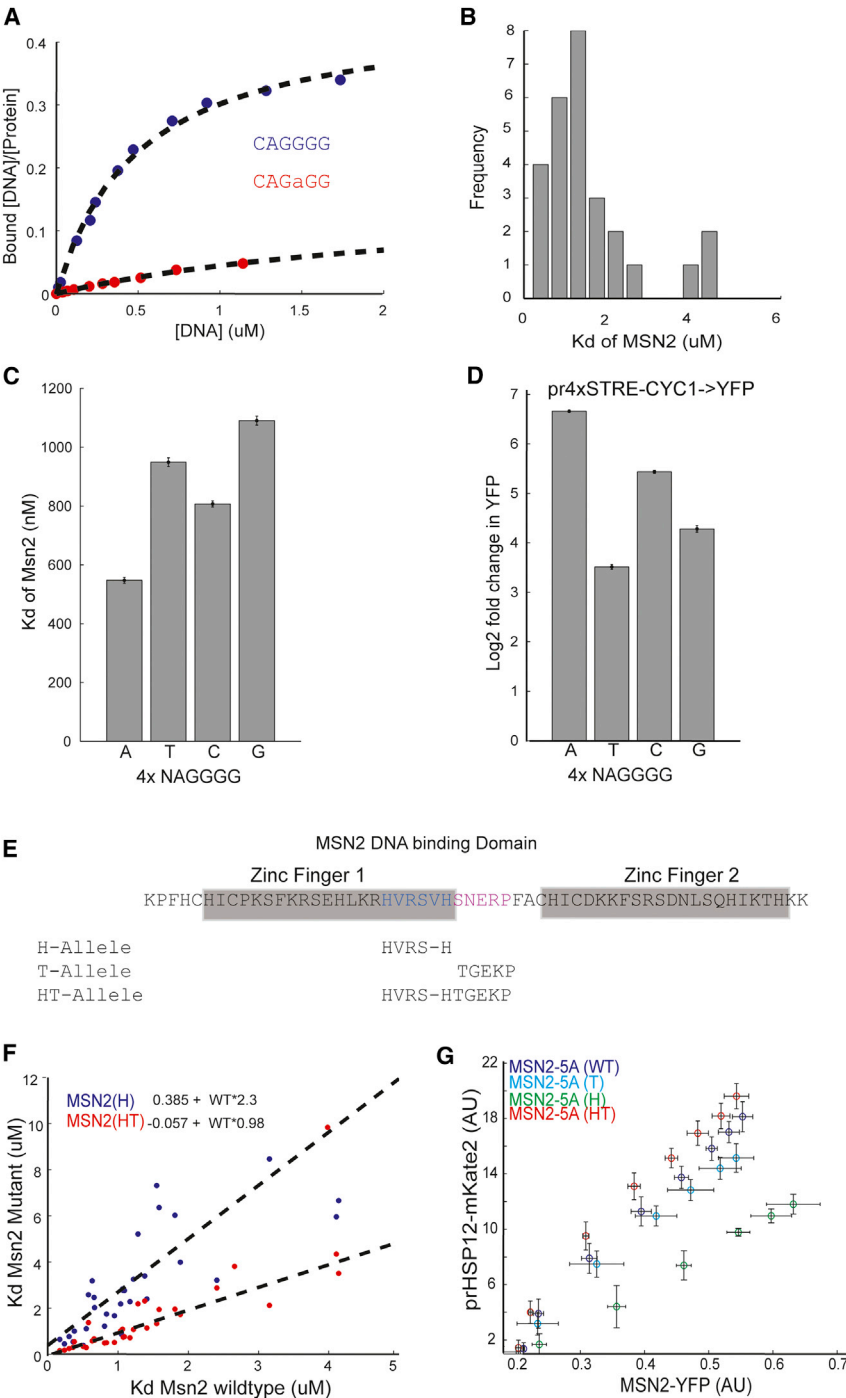 A
Bound [DNA]/[Protein]
0.4
0.3
0.2
0.1
0
0
0.5
1
1.5
2
[DNA] (uM)
CAGGGG
CAGaGG
B
Frequency
8
7
6
5
4
3
2
1
0
0
2
4
6
Kd of MSN2 (uM)
C
Kd of Msn2 (nM)
1200
1000
800
600
400
200
0
A T C G
4x NAGGGG
D
pr4xSTRE-CYC1->YFP
Log2 fold change in YFP
7
6
5
4
3
2
1
0
A T C G
4x NAGGGG
E
MSN2 DNA binding Domain
Zinc Finger 1 Zinc Finger 2
KPFHCHICPKSFKRSEHLKRHVRSVHSNERPFACHICDKKFSRSDNLSQHIKTHKK
H-Allele HVRS-H
T-Allele TGEKP
HT-Allele HVRS-HTGEKP
F
Kd Msn2 Mutant (uM)
12
10
8
6
4
2
0
0 1 2 3 4 5
Kd Msn2 wildtype (uM)
MSN2(H) 0.385 + WT*2.3
MSN2(HT) -0.057 + WT*0.98
G
prHSP12-mKate2 (AU)
22
18
14
10
6
2
0.2 0.3 0.4 0.5 0.6 0.7
MSN2-YFP (AU)
MSN2-5A (WT)
MSN2-5A (T)
MSN2-5A (H)
MSN2-5A (HT)